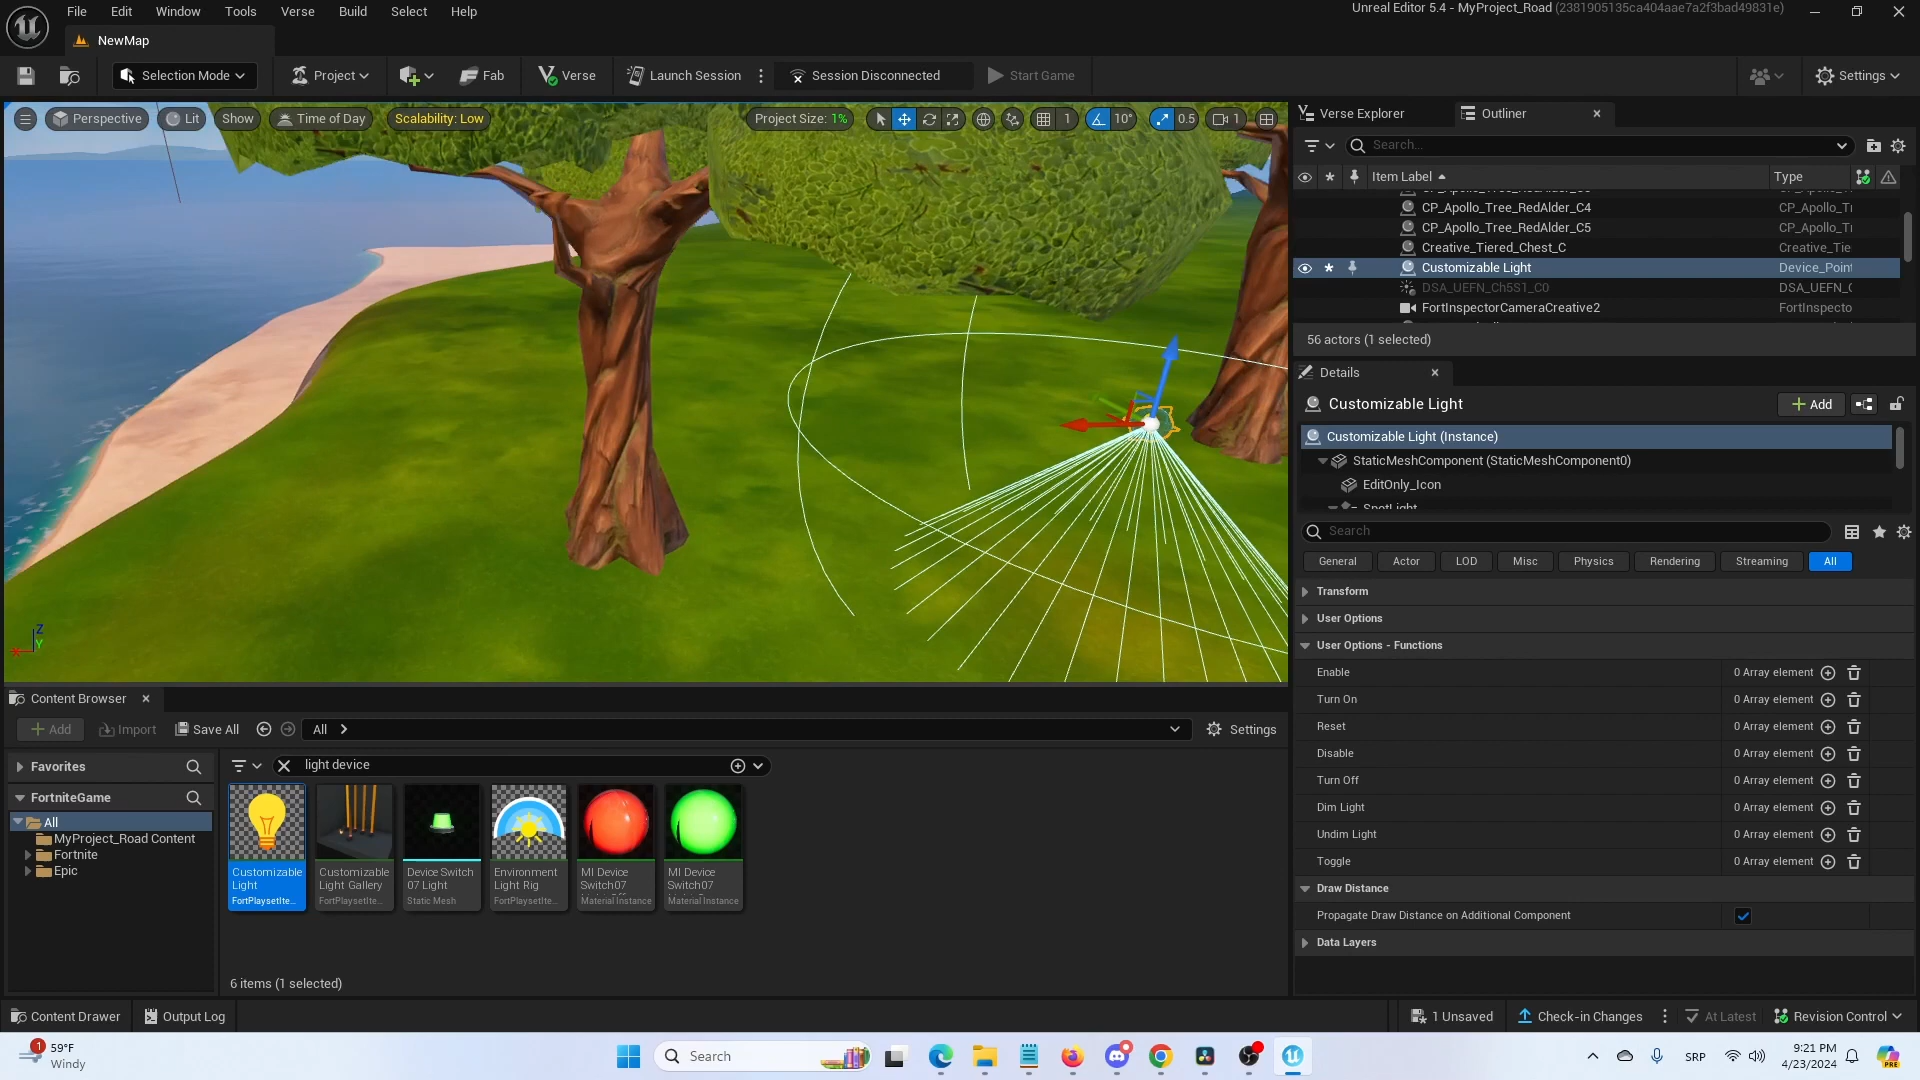 File Edit Window Tools Verse Build Select Help
Unreal Editor 5.4 - MyProject_Road (2381905135ca404aae7a2f3bad49831e)
NewMap
Selection Mode Project Fab Verse Launch Session Session Disconnected Start Game Settings
Perspective Lit Show Time of Day Scalability: Low Project Size: 1% 1 10° 0.5 1
Verse Explorer Outliner
Search...
Item Label Type
CP_Apollo_Tree_RedAlder_C4 CP_Apollo_Tr
CP_Apollo_Tree_RedAlder_C5 CP_Apollo_Tr
Creative_Tiered_Chest_C Creative_Tie
Customizable Light Device_Point
DSA_UEFN_Ch5S1_C0 DSA_UEFN_C
FortInspectorCameraCreative2 FortInspecto
56 actors (1 selected)
Details
Customizable Light Add
Customizable Light (Instance)
StaticMeshComponent (StaticMeshComponent0)
EditOnly_Icon
SpotLight
Search
General Actor LOD Misc Physics Rendering Streaming All
Transform
User Options
User Options - Functions
Enable 0 Array element
Turn On 0 Array element
Reset 0 Array element
Disable 0 Array element
Turn Off 0 Array element
Dim Light 0 Array element
Undim Light 0 Array element
Toggle 0 Array element
Draw Distance
Propagate Draw Distance on Additional Component
Data Layers
Z
Y
X
Content Browser
Add Import Save All All Settings
Favorites
FortniteGame
All
MyProject_Road Content
Fortnite
Epic
light device
Customizable
Light
FortPlaysetIte...
Customizable
Light Gallery
FortPlaysetIte...
Device Switch
07 Light
Static Mesh
Environment
Light Rig
FortPlaysetIte...
MI Device
Switch07
Material Instance
MI Device
Switch07
Material Instance
6 items (1 selected)
Content Drawer Output Log 1 Unsaved Check-in Changes At Latest Revision Control
1
59°F
Windy
Search
SRP
9:21 PM
4/23/2024
PRE